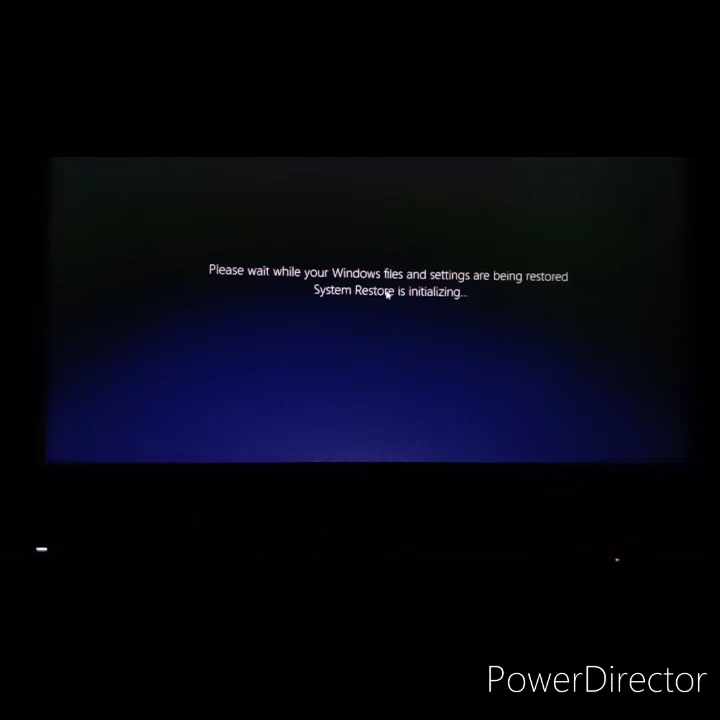 Please wait while your Windows files and settings are being restored
System Restore is initializing...
PowerDirector